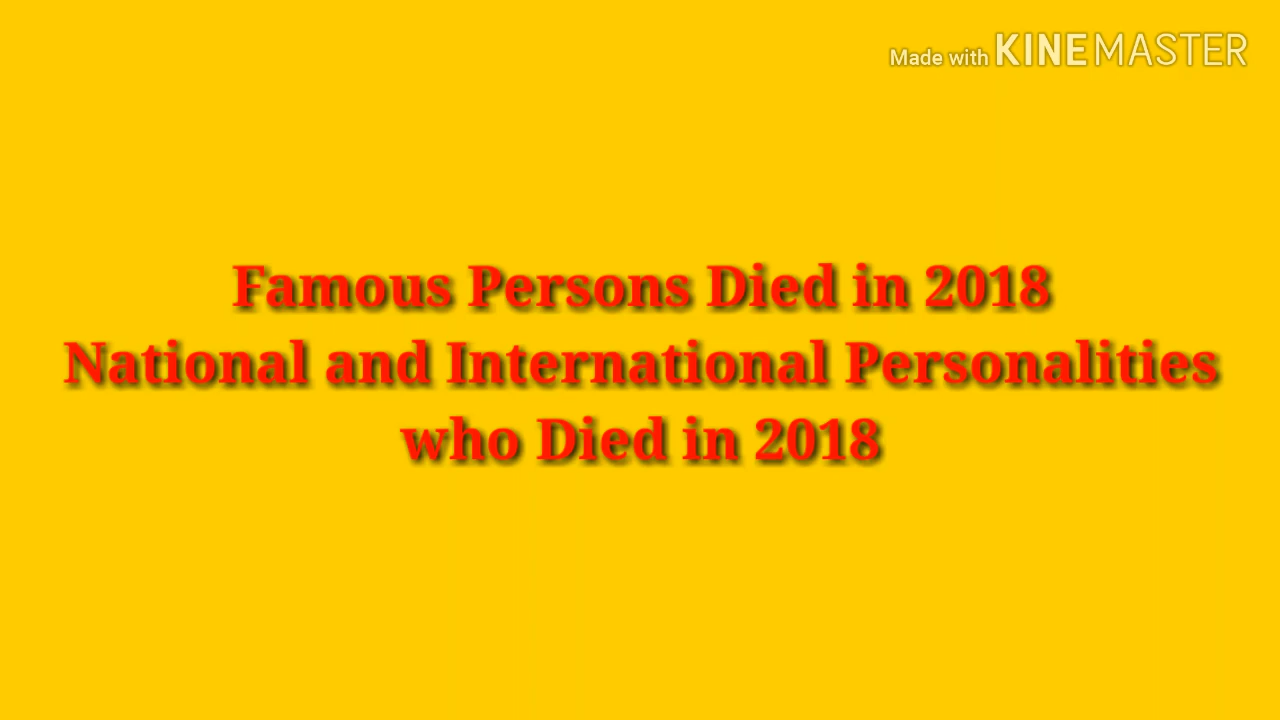 Made with KINEMASTER
Famous Persons Died in 2018
National and International Personalities
who Died in 2018